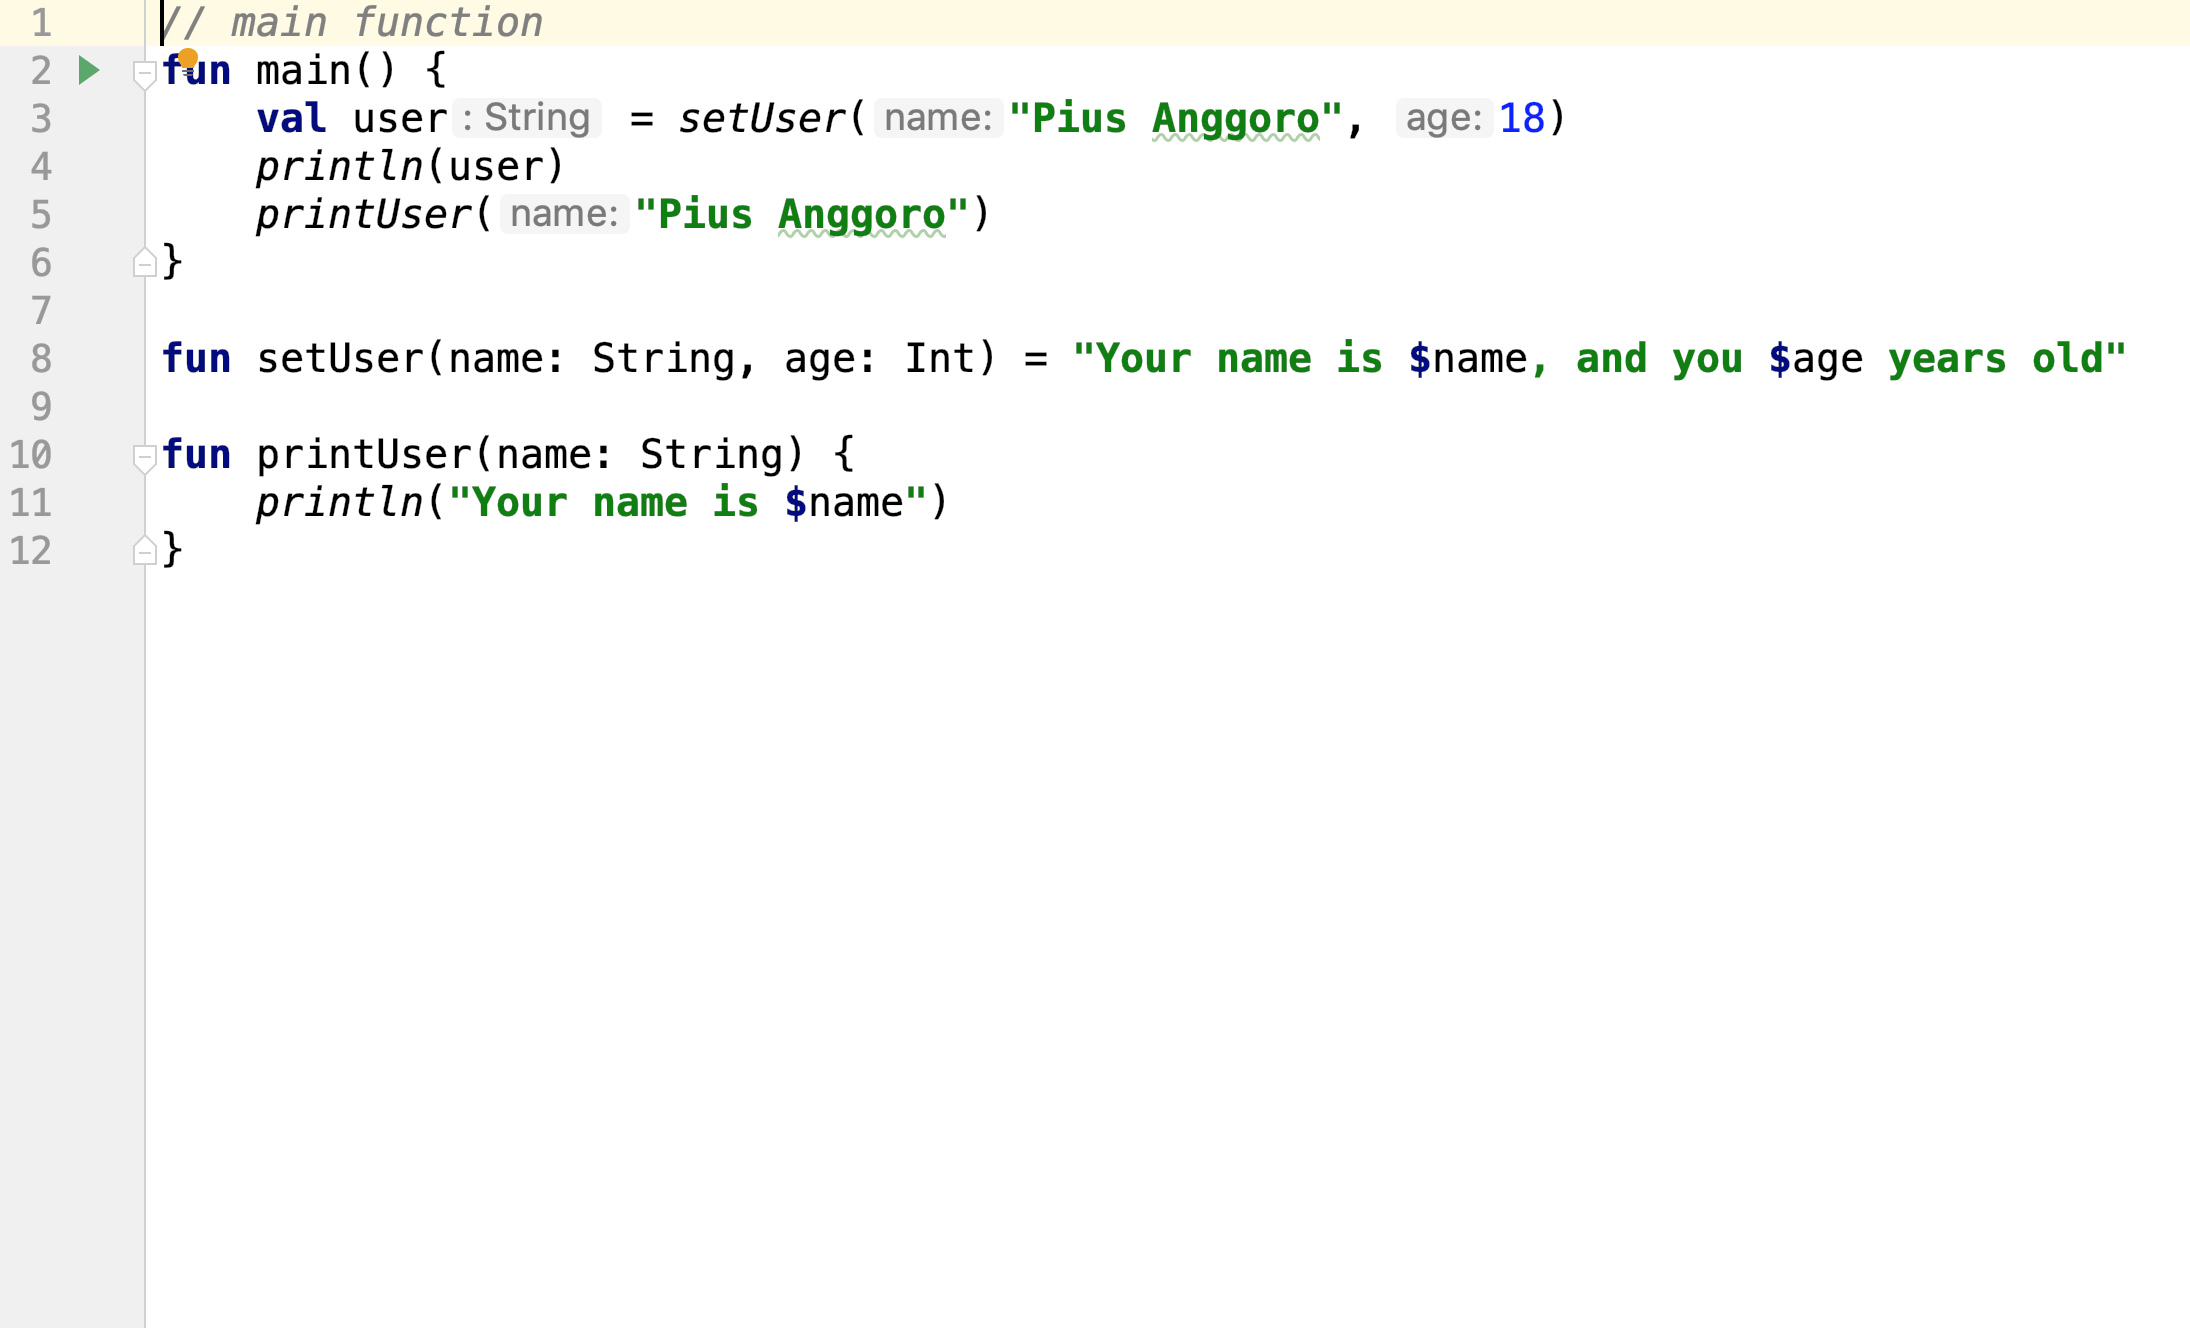 1 // main function
2 fun main() {
3 val user : String = setUser( name: "Pius Anggoro", age: 18)
4 println(user)
5 printUser( name: "Pius Anggoro")
6 }
7
8 fun setUser(name: String, age: Int) = "Your name is $name, and you $age years old"
9
10 fun printUser(name: String) {
11 println("Your name is $name")
12 }